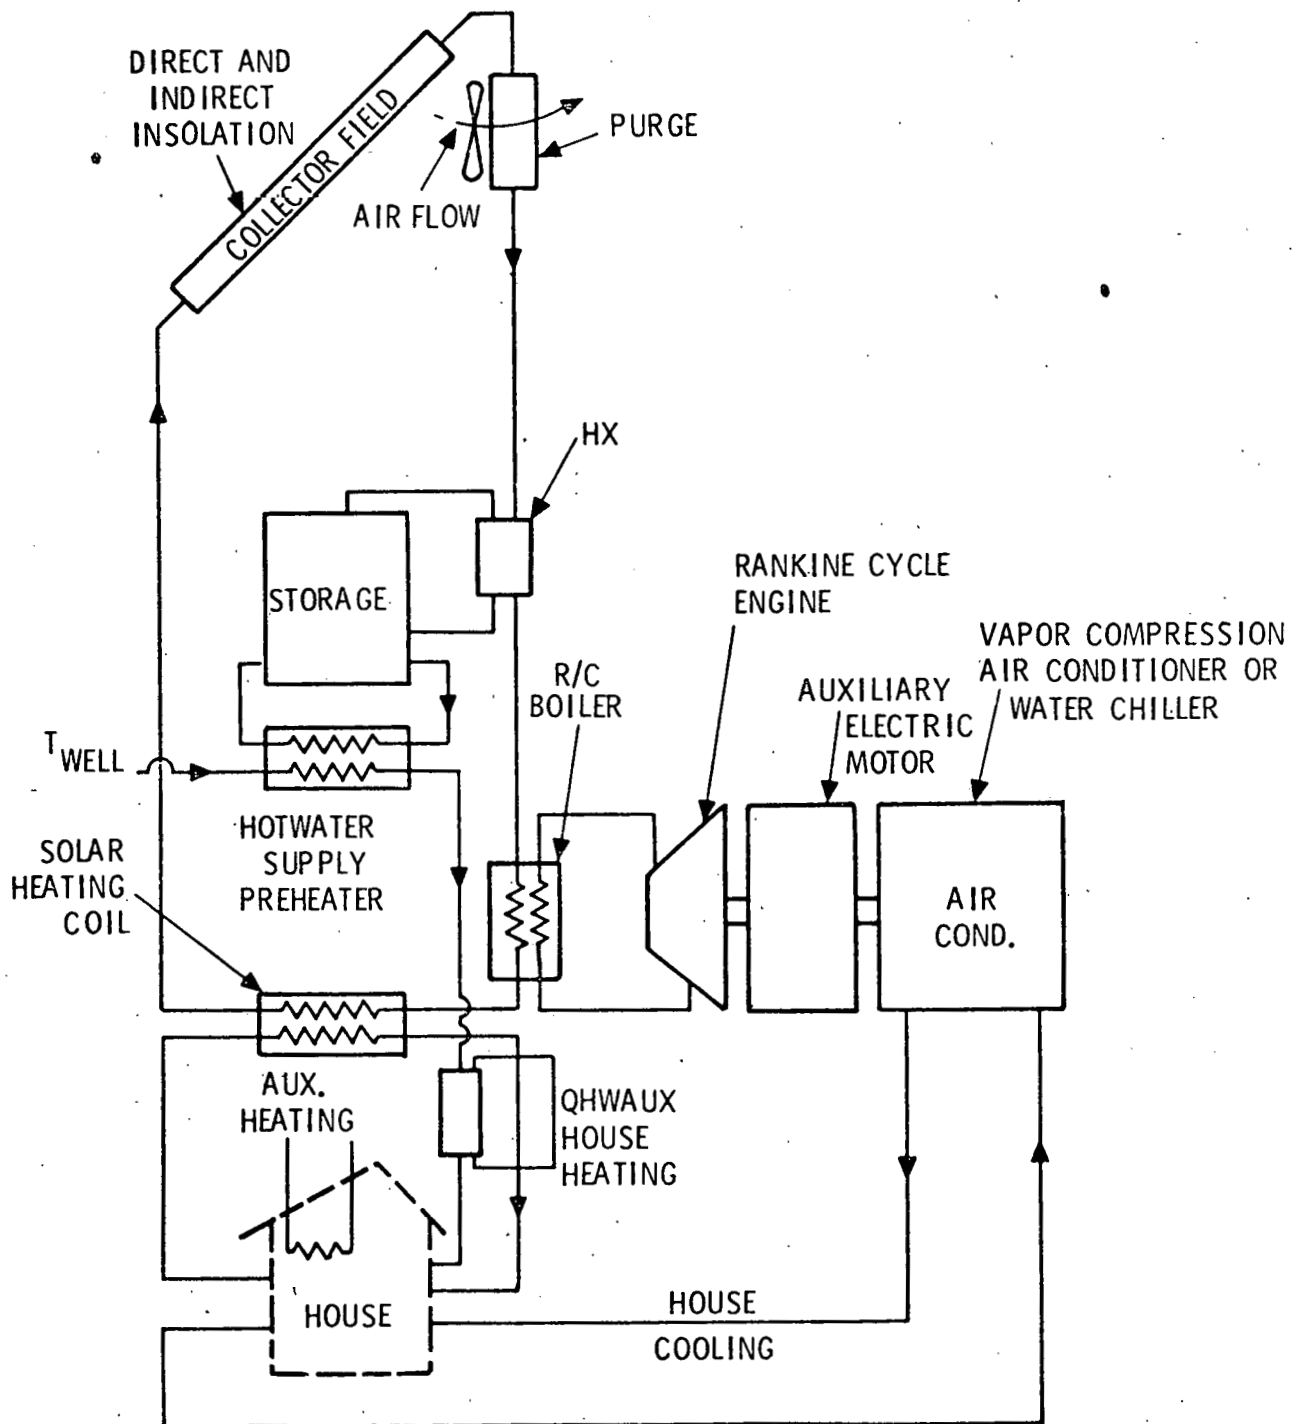 DIRECT AND
INDIRECT
INSOLATION
COLLECTOR FIELD
PURGE
AIR FLOW
HX
STORAGE
RANKINE CYCLE
ENGINE
VAPOR COMPRESSION
AIR CONDITIONER OR
WATER CHILLER
R/C
BOILER
AUXILIARY
ELECTRIC
MOTOR
TWELL
HOTWATER
SUPPLY
PREHEATER
SOLAR
HEATING
COIL
AIR
COND.
AUX.
HEATING
QHWAUX
HOUSE
HEATING
HOUSE
HOUSE
COOLING